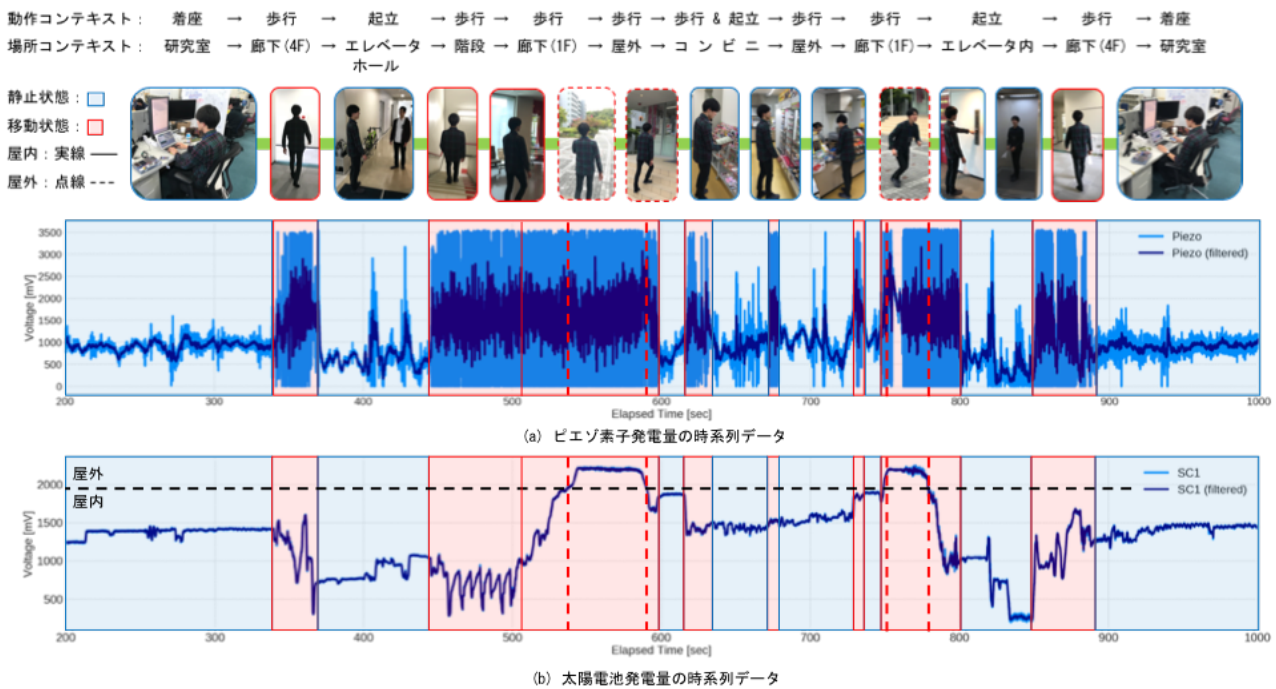 動作コンテキスト： 着座 → 歩行 → 起立 → 歩行 → 歩行 → 歩行 → 歩行 & 起立 → 歩行 → 歩行 → 起立 → 歩行 → 着座
場所コンテキスト： 研究室 → 廊下(4F) → エレベータホール → 階段 → 廊下(1F) → 屋外 → コンビニ → 屋外 → 廊下(1F) → エレベータ内 → 廊下(4F) → 研究室
静止状態：
移動状態：
屋内：実線
屋外：点線
Voltage [mV]
3500
3000
2500
2000
1500
1000
500
0
Piezo
Piezo (filtered)
200 300 400 500 600 700 800 900 1000
Elapsed Time [sec]
(a) ピエゾ素子発電量の時系列データ
屋外
屋内
Voltage [mV]
2000
1500
1000
500
SC1
SC1 (filtered)
200 300 400 500 600 700 800 900 1000
Elapsed Time [sec]
(b) 太陽電池発電量の時系列データ